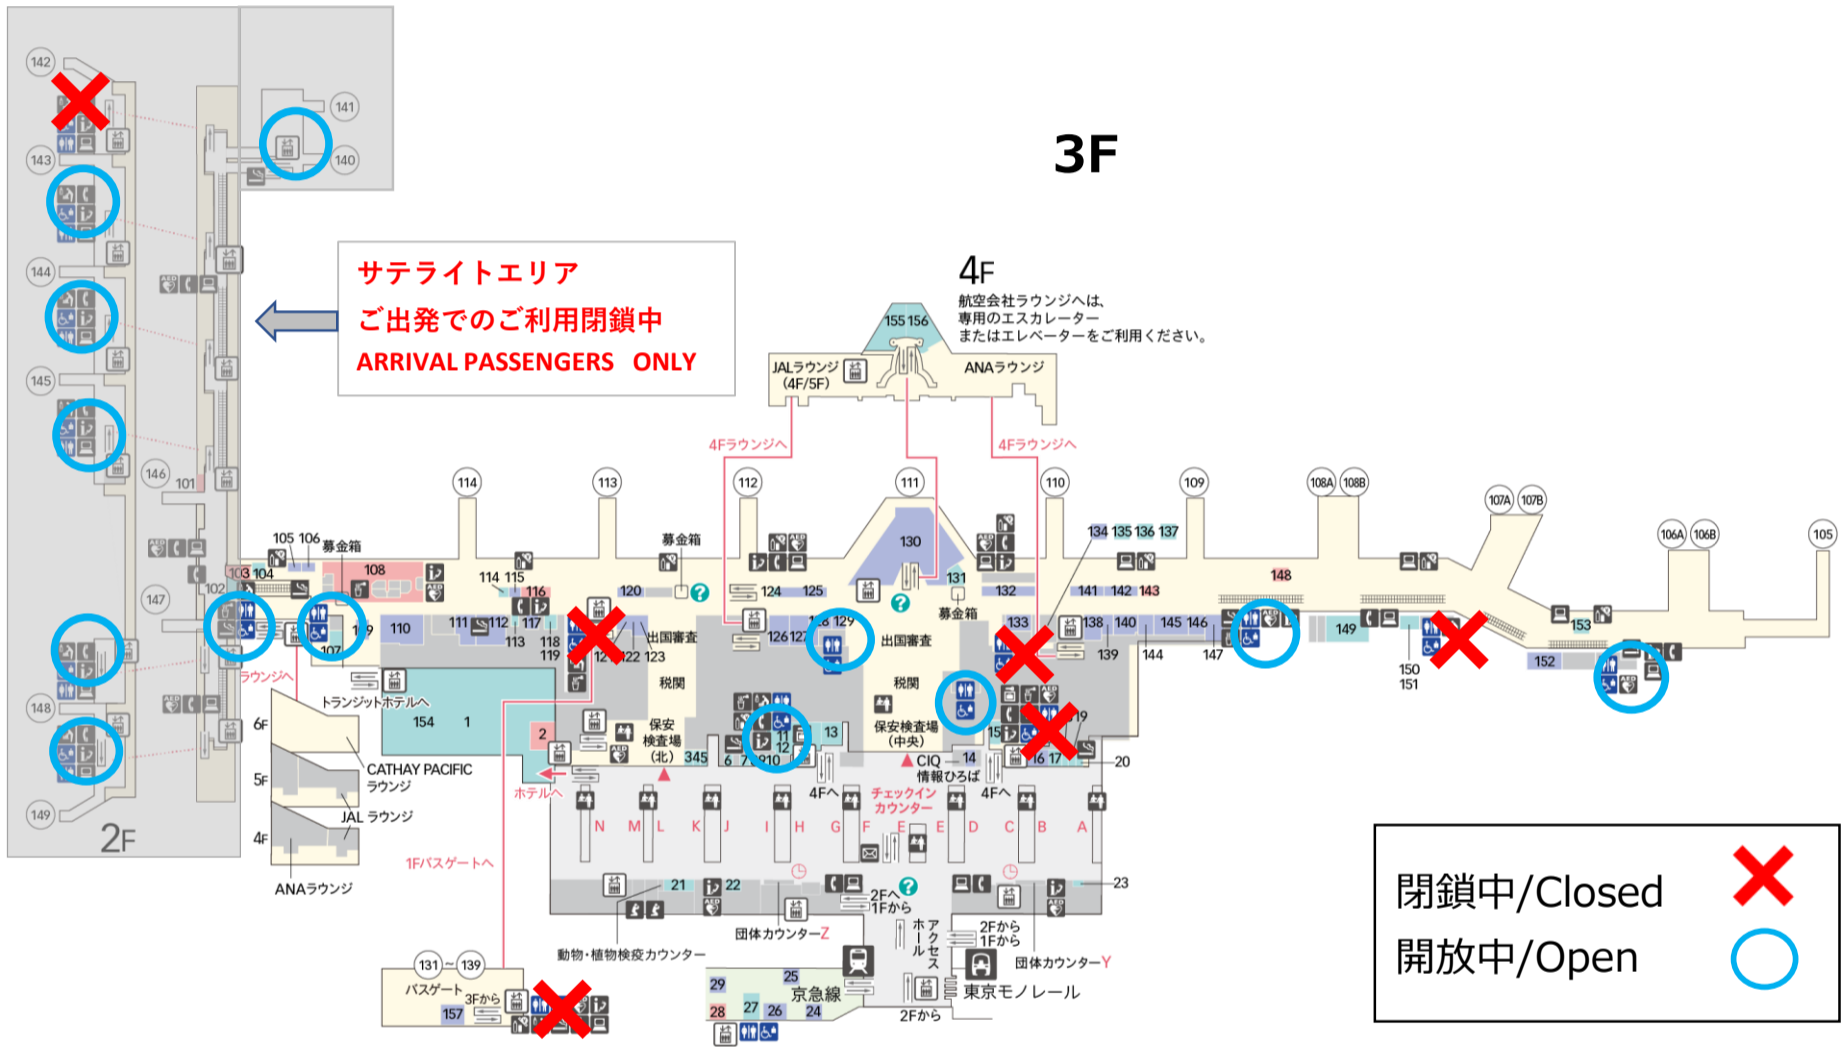 3F
142
141
143
140
144
サテライトエリア
ご出発でのご利用閉鎖中
ARRIVAL PASSENGERS ONLY
4F
航空会社ラウンジへは、
専用のエスカレーター
またはエレベーターをご利用ください。
155 156
JALラウンジ
(4F/5F)
ANAラウンジ
145
4Fラウンジへ
4Fラウンジへ
146
101
114
113
112
111
110
109
108A 108B
107A 107B
106A 106B
105
105 106
募金箱
募金箱
134 135 136 137
130
103 104
108
102
114 115
116
120
124 125
131
募金箱
132
141 142 143
148
147
109
110
111 112
113
117
118
119
122 123
出国審査
126 127
129
出国審査
133
138
139
140
144
145 146
147
149
150
151
152
153
107
ラウンジへ
トランジットホテルへ
税関
税関
148
6F
154
1
2
保安
検査場
(北)
345
6 7
10
11
12
13
保安検査場
(中央)
15
19
CATHAY PACIFIC
ラウンジ
CIQ
情報ひろば
14
16 17
20
5F
ホテルへ
4Fへ
チェックイン
カウンター
4Fへ
149
JAL ラウンジ
2F
4F
N M L K J I H G F E E D C B A
1Fバスゲートへ
ANAラウンジ
21
22
2Fへ
1Fから
23
アクセス
ホール
団体カウンターZ
2Fから
1Fから
動物・植物検疫カウンター
団体カウンターY
131 ~ 139
バスゲート
3Fから
157
25
29
京急線
東京モノレール
28
27
26
24
2Fから
閉鎖中/Closed
開放中/Open